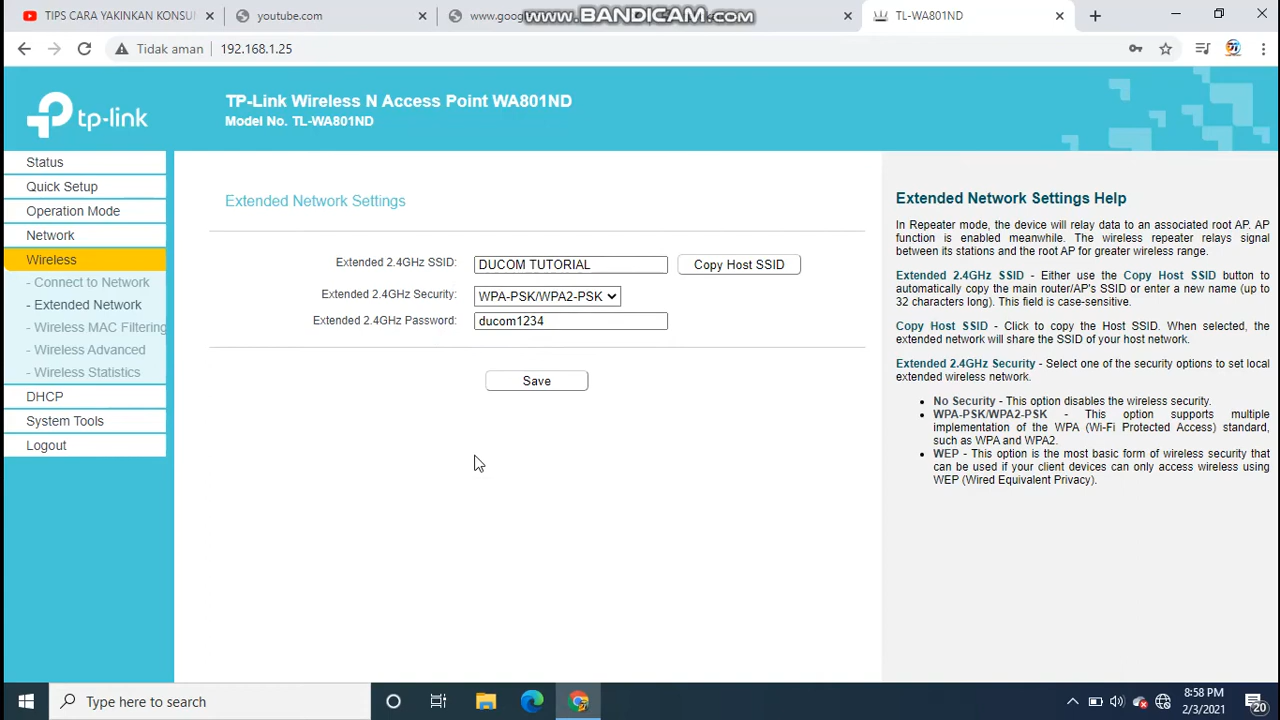 TIPS CARA YAKINKAN KONSU
youtube.com
www.goo
www.BANDICAM.com
TL-WA801ND
Tidak aman
192.168.1.25
tp-link
TP-Link Wireless N Access Point WA801ND
Model No. TL-WA801ND
Status
Quick Setup
Operation Mode
Network
Wireless
- Connect to Network
- Extended Network
- Wireless MAC Filtering
- Wireless Advanced
- Wireless Statistics
DHCP
System Tools
Logout
Extended Network Settings
Extended 2.4GHz SSID: DUCOM TUTORIAL Copy Host SSID
Extended 2.4GHz Security: WPA-PSK/WPA2-PSK
Extended 2.4GHz Password: ducom1234
Save
Extended Network Settings Help
In Repeater mode, the device will relay data to an associated root AP. AP
function is enabled meanwhile. The wireless repeater relays signal
between its stations and the root AP for greater wireless range.
Extended 2.4GHz SSID - Either use the Copy Host SSID button to
automatically copy the main router/AP's SSID or enter a new name (up to
32 characters long). This field is case-sensitive.
Copy Host SSID - Click to copy the Host SSID. When selected, the
extended network will share the SSID of your host network.
Extended 2.4GHz Security - Select one of the security options to set local
extended wireless network.
• No Security - This option disables the wireless security.
• WPA-PSK/WPA2-PSK - This option supports multiple
implementation of the WPA (Wi-Fi Protected Access) standard,
such as WPA and WPA2.
• WEP - This option is the most basic form of wireless security that
can be used if your client devices can only access wireless using
WEP (Wired Equivalent Privacy).
Type here to search
8:58 PM
2/3/2021
20